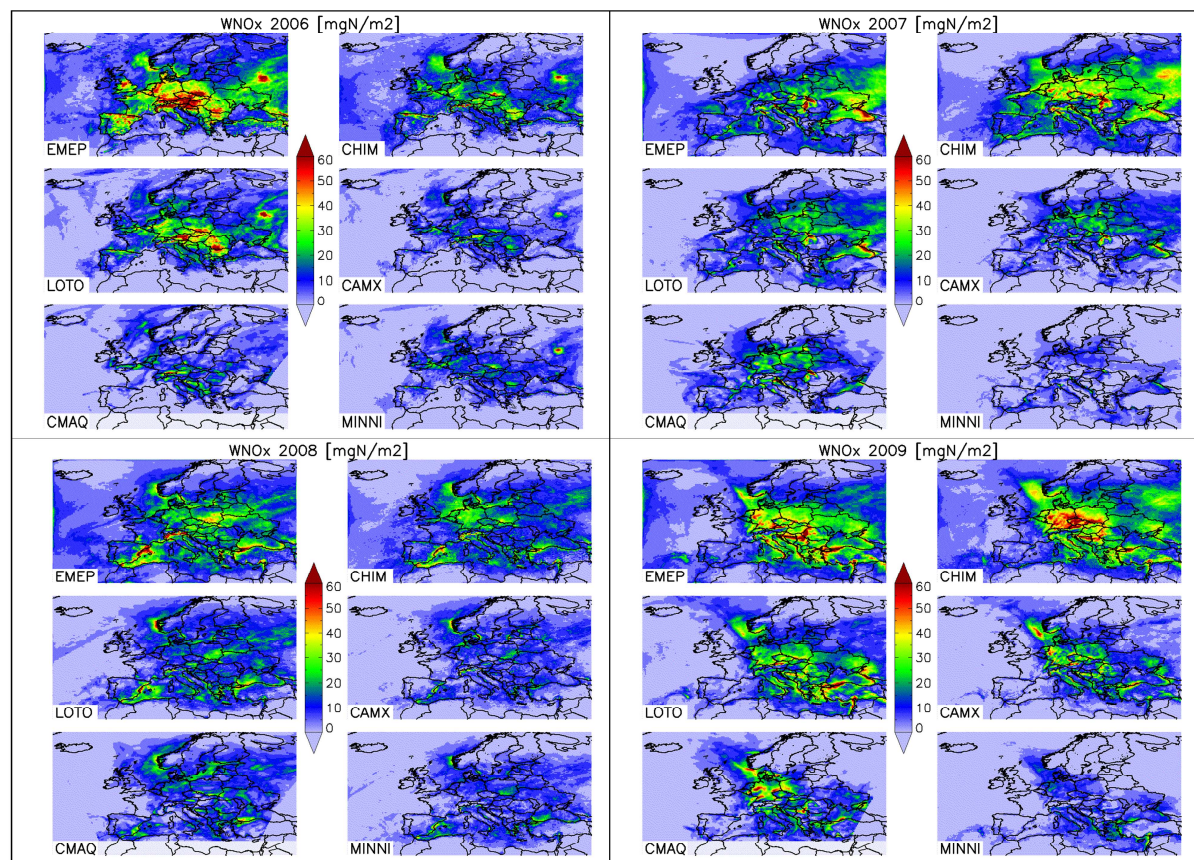 WNOx 2006 [mgN/m2]
EMEP
CHIM
60
50
40
30
20
10
0
LOTO
CAMX
CMAQ
MINNI
WNOx 2007 [mgN/m2]
EMEP
CHIM
60
50
40
30
20
10
0
LOTO
CAMX
CMAQ
MINNI
WNOx 2008 [mgN/m2]
EMEP
CHIM
60
50
40
30
20
10
0
LOTO
CAMX
CMAQ
MINNI
WNOx 2009 [mgN/m2]
EMEP
CHIM
60
50
40
30
20
10
0
LOTO
CAMX
CMAQ
MINNI